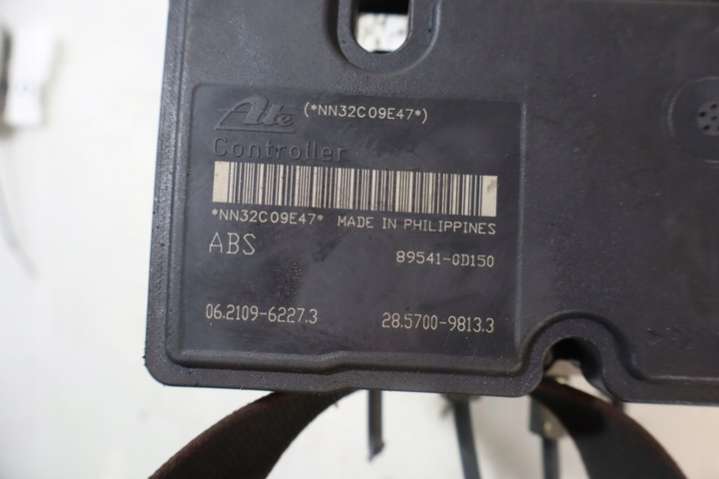 Ate (*NN32C09E47*)
Controller
*NN32C09E47* MADE IN PHILIPPINES
ABS 89541-0D150
06.2109-6227.3 28.5700-9813.3